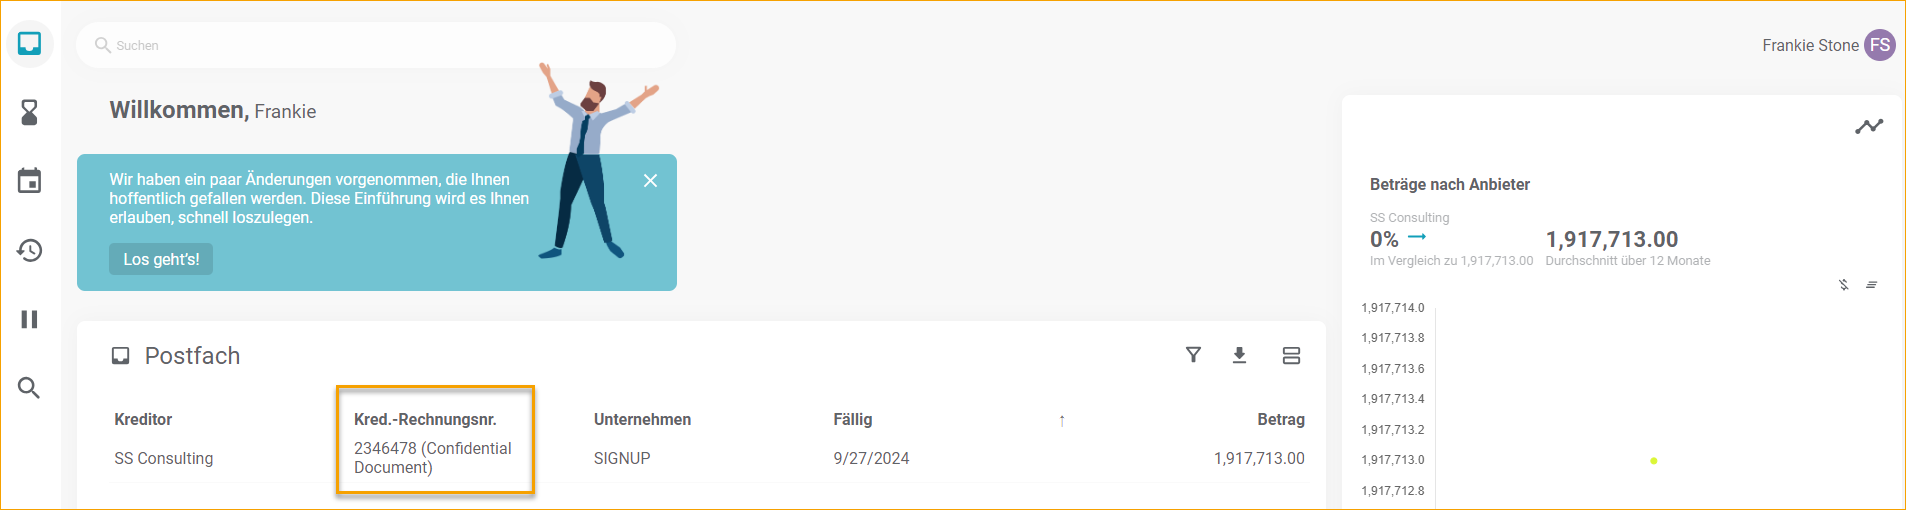 Suchen
Frankie Stone FS
Willkommen, Frankie
Wir haben ein paar Änderungen vorgenommen, die Ihnen
hoffentlich gefallen werden. Diese Einführung wird es Ihnen
erlauben, schnell loszulegen.
Los geht's!
Postfach
Kreditor Kred.-Rechnungsnr. Unternehmen Fällig ↑ Betrag
SS Consulting 2346478 (Confidential SIGNUP 9/27/2024 1,917,713.00
Document)
Beträge nach Anbieter
SS Consulting
0% → 1,917,713.00
Im Vergleich zu 1,917,713.00 Durchschnitt über 12 Monate
1,917,714.0
1,917,713.8
1,917,713.6
1,917,713.4
1,917,713.2
1,917,713.0
1,917,712.8